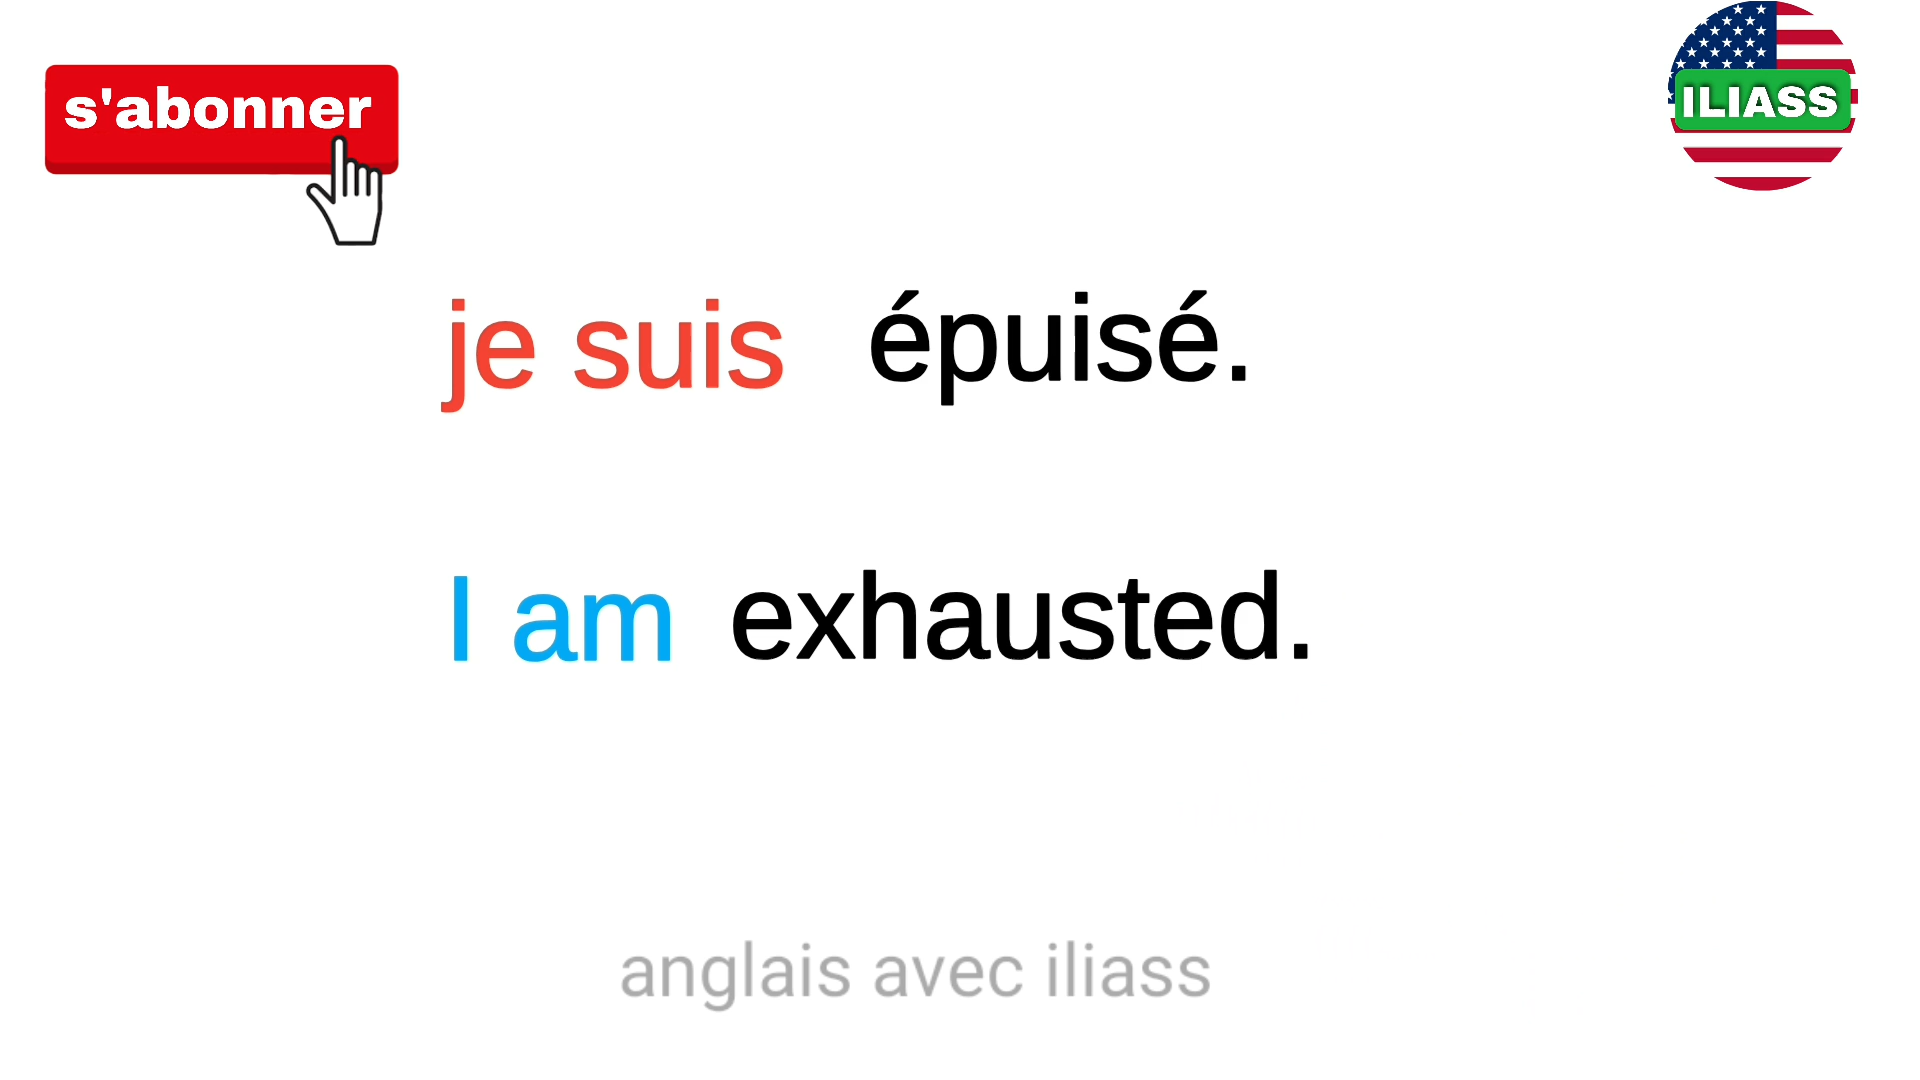 s'abonner
ILIASS
je suis épuisé.
I am exhausted.
anglais avec iliass